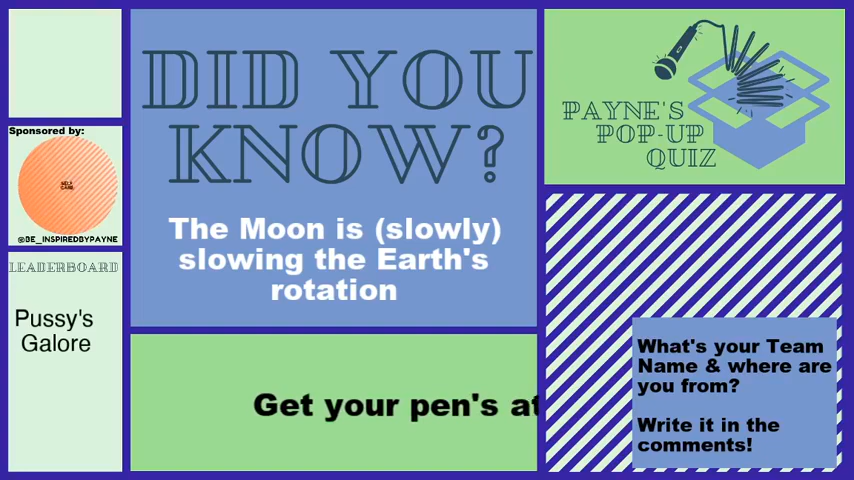 DID YOU
KNOW?
The Moon is (slowly)
slowing the Earth's
rotation
PAYNE'S
POP-UP
QUIZ
Sponsored by:
SELF
CARE
@BE_INSPIREDBYPAYNE
LEADERBOARD
Pussy's
Galore
Get your pen's at
What's your Team
Name & where are
you from?
Write it in the
comments!